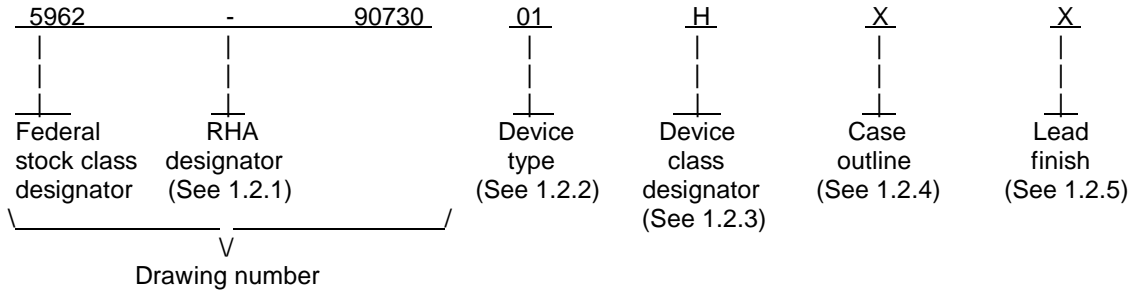 5962 - 90730 01 H X X
Federal RHA Device Device Case Lead
stock class designator type class outline finish
designator (See 1.2.1) (See 1.2.2) designator (See 1.2.4) (See 1.2.5)
(See 1.2.3)
Drawing number